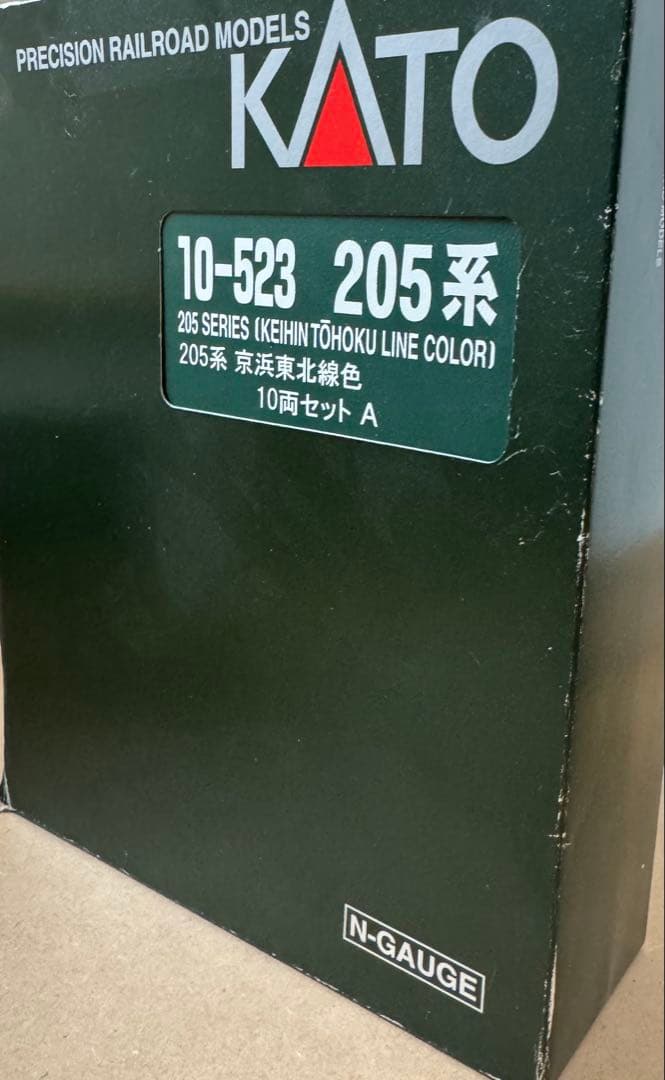 PRECISION RAILROAD MODELS
KATO
10-523 205系
205 SERIES (KEIHIN TŌHOKU LINE COLOR)
205系 京浜東北線色
10両セット A
N-GAUGE